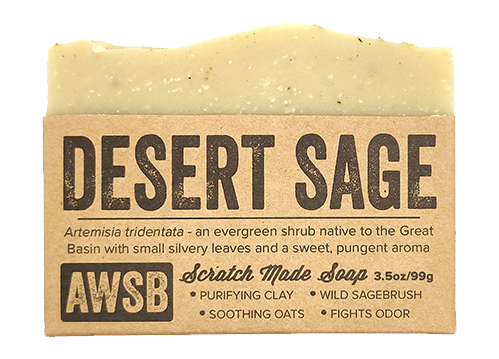 DESERT SAGE
Artemisia tridentata - an evergreen shrub native to the Great
Basin with small silvery leaves and a sweet, pungent aroma
AWSB
Scratch Made Soap 3.5oz/99g
• PURIFYING CLAY • WILD SAGEBRUSH
• SOOTHING OATS • FIGHTS ODOR